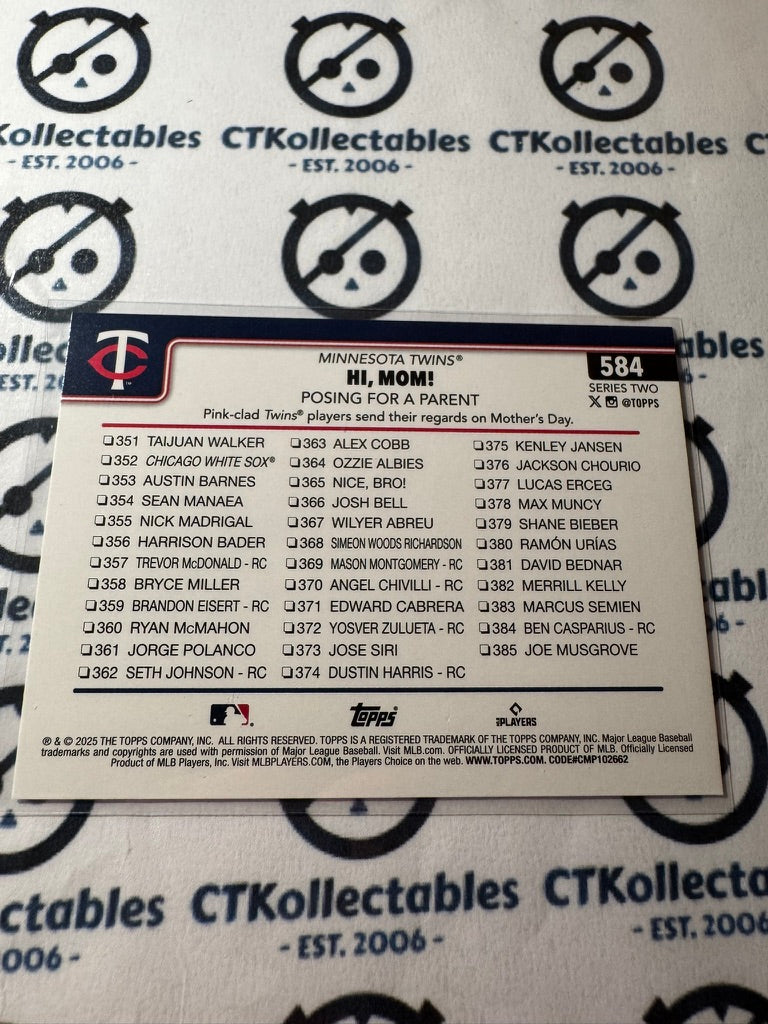 Kollectables CTKollectables CTKollectables C
- EST. 2006 - - EST. 2006 - - EST. 2006 -
ables
MINNESOTA TWINS®
HI, MOM!
POSING FOR A PARENT
Pink-clad Twins® players send their regards on Mother's Day.
584
SERIES TWO
@TOPPS
351 TAIJUAN WALKER
352 CHICAGO WHITE SOX®
353 AUSTIN BARNES
354 SEAN MANAEA
355 NICK MADRIGAL
356 HARRISON BADER
357 TREVOR McDONALD - RC
358 BRYCE MILLER
359 BRANDON EISERT - RC
360 RYAN McMAHON
361 JORGE POLANCO
362 SETH JOHNSON - RC
363 ALEX COBB
364 OZZIE ALBIES
365 NICE, BRO!
366 JOSH BELL
367 WILYER ABREU
368 SIMEON WOODS RICHARDSON
369 MASON MONTGOMERY - RC
370 ANGEL CHIVILLI - RC
371 EDWARD CABRERA
372 YOSVER ZULUETA - RC
373 JOSE SIRI
374 DUSTIN HARRIS - RC
375 KENLEY JANSEN
376 JACKSON CHOURIO
377 LUCAS ERCEG
378 MAX MUNCY
379 SHANE BIEBER
380 RAMÓN URÍAS
381 DAVID BEDNAR
382 MERRILL KELLY
383 MARCUS SEMIEN
384 BEN CASPARIUS - RC
385 JOE MUSGROVE
Topps
PLAYERS
® & © 2025 THE TOPPS COMPANY, INC. ALL RIGHTS RESERVED. TOPPS IS A REGISTERED TRADEMARK OF THE TOPPS COMPANY, INC. Major League Baseball
trademarks and copyrights are used with permission of Major League Baseball. Visit MLB.com. OFFICIALLY LICENSED PRODUCT OF MLB. Officially Licensed
Product of MLB Players, Inc. Visit MLBPLAYERS.COM, the Players Choice on the web. WWW.TOPPS.COM. CODE#CMP102662
ctables CTKollectables CTKollecta
006 - - EST. 2006 - - EST. 2006